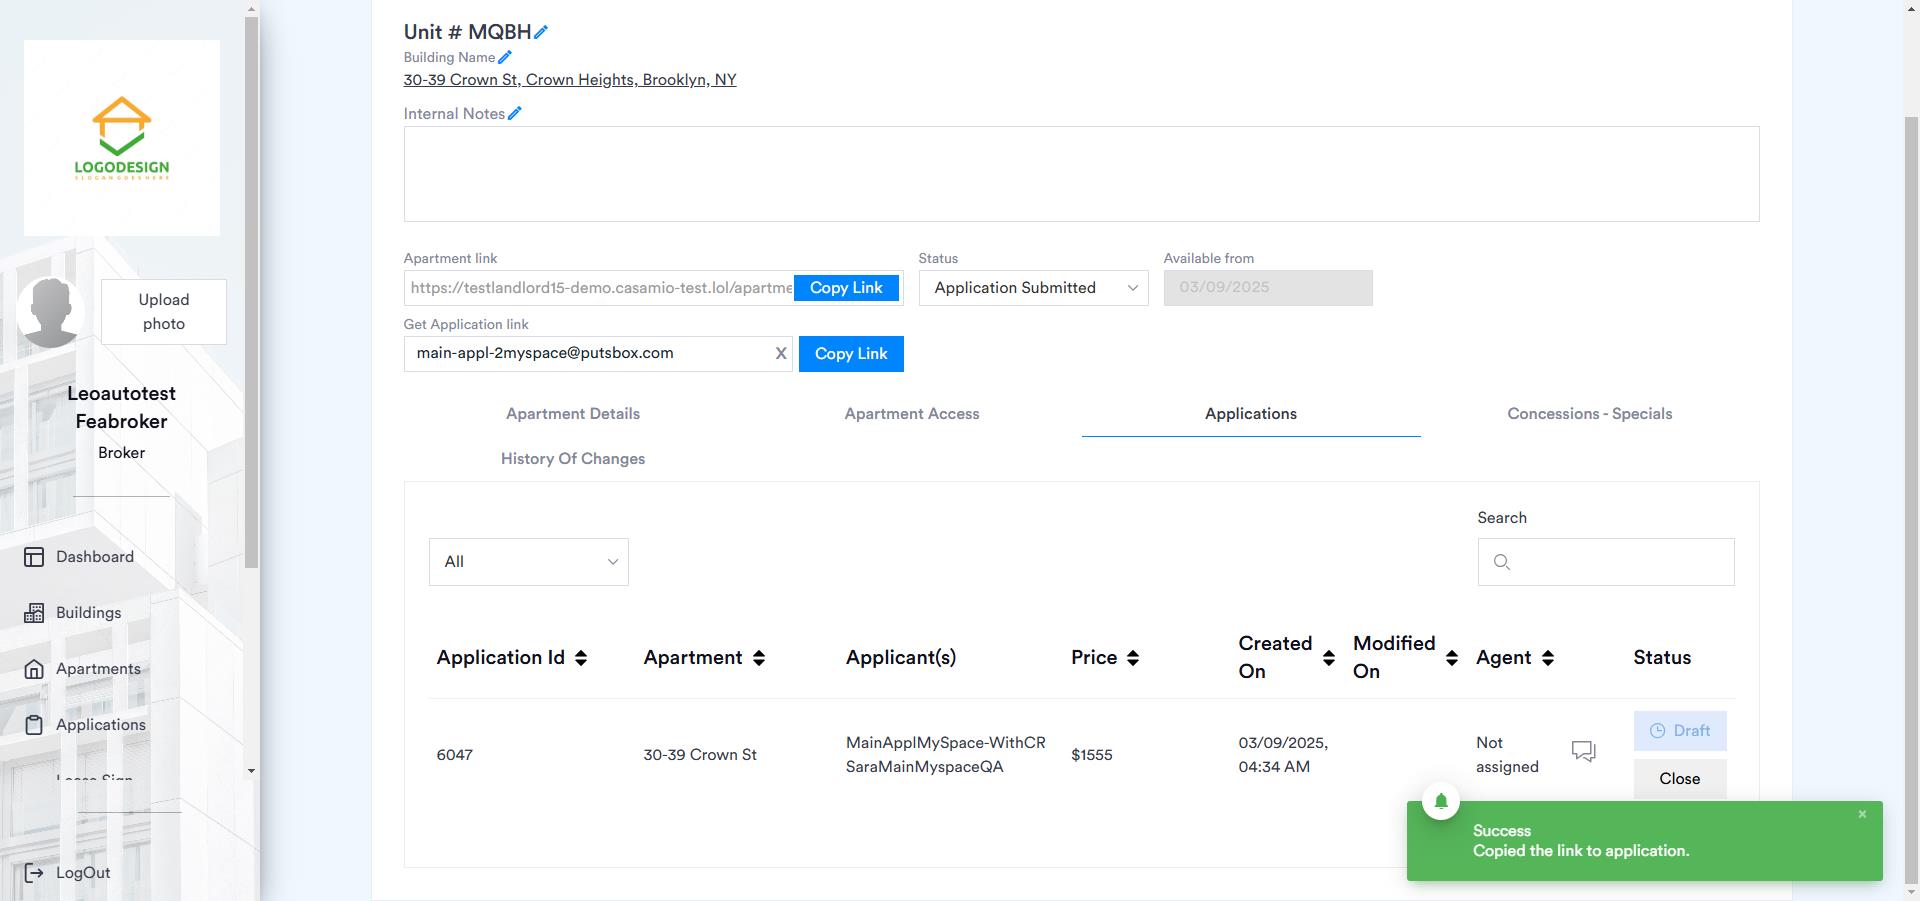 LOGODESIGN
SLOGAN GOES HERE
Upload
photo
Leoautotest
Feabroker
Broker
Dashboard
Buildings
Apartments
Applications
Lease Sign
LogOut
Unit # MQBH
Building Name
30-39 Crown St, Crown Heights, Brooklyn, NY
Internal Notes
Apartment link
https://testlandlord15-demo.casamio-test.lol/apartme
Copy Link
Status
Application Submitted
Available from
03/09/2025
Get Application link
main-appl-2myspace@putsbox.com
X
Copy Link
Apartment Details
Apartment Access
Applications
Concessions - Specials
History Of Changes
Search
All
Application Id
Apartment
Applicant(s)
Price
Created
On
Modified
On
Agent
Status
6047
30-39 Crown St
MainApplMySpace-WithCR
SaraMainMyspaceQA
$1555
03/09/2025,
04:34 AM
Not
assigned
Draft
Close
×
Success
Copied the link to application.